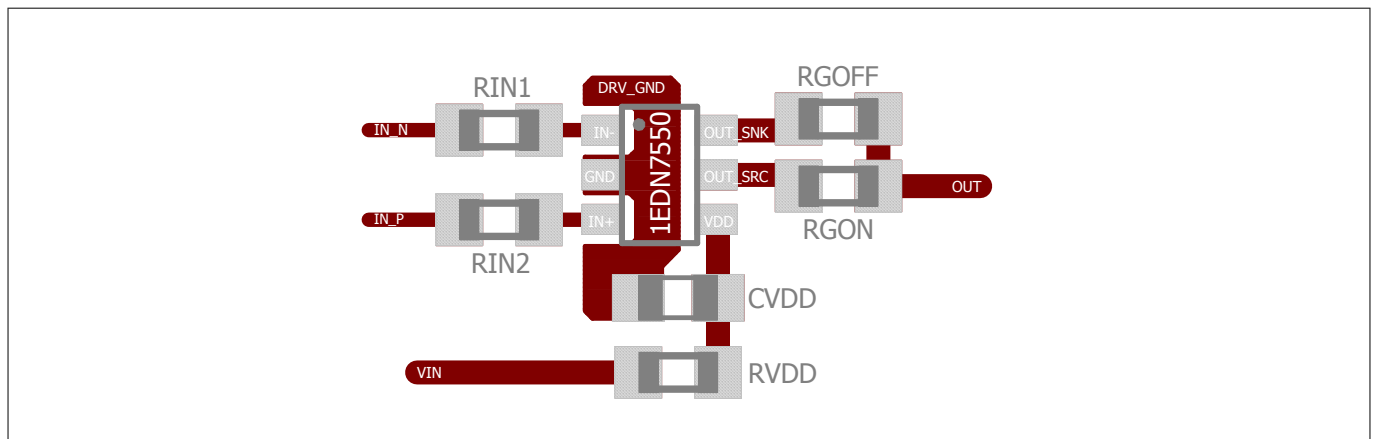 RIN1
DRV_GND
RGOFF
IN_N
IN-
1EDN7550
OUT_SNK
GND
OUT_SRC
OUT
IN_P
IN+
VDD
RGON
RIN2
CVDD
VIN
RVDD